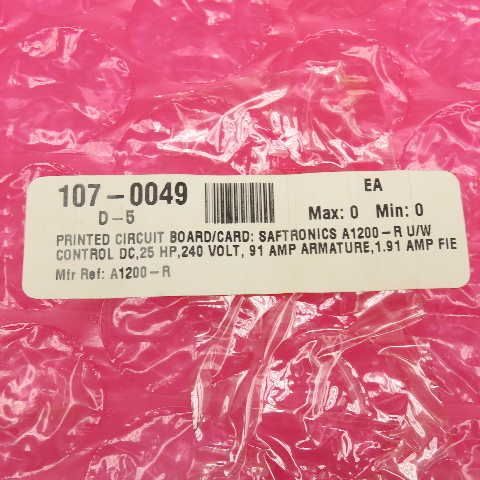 107-0049
EA
D-5
Max: 0 Min: 0
PRINTED CIRCUIT BOARD/CARD: SAFTRONICS A1200-R U/W
CONTROL DC,25 HP,240 VOLT, 91 AMP ARMATURE,1.91 AMP FIE
Mfr Ref: A1200-R